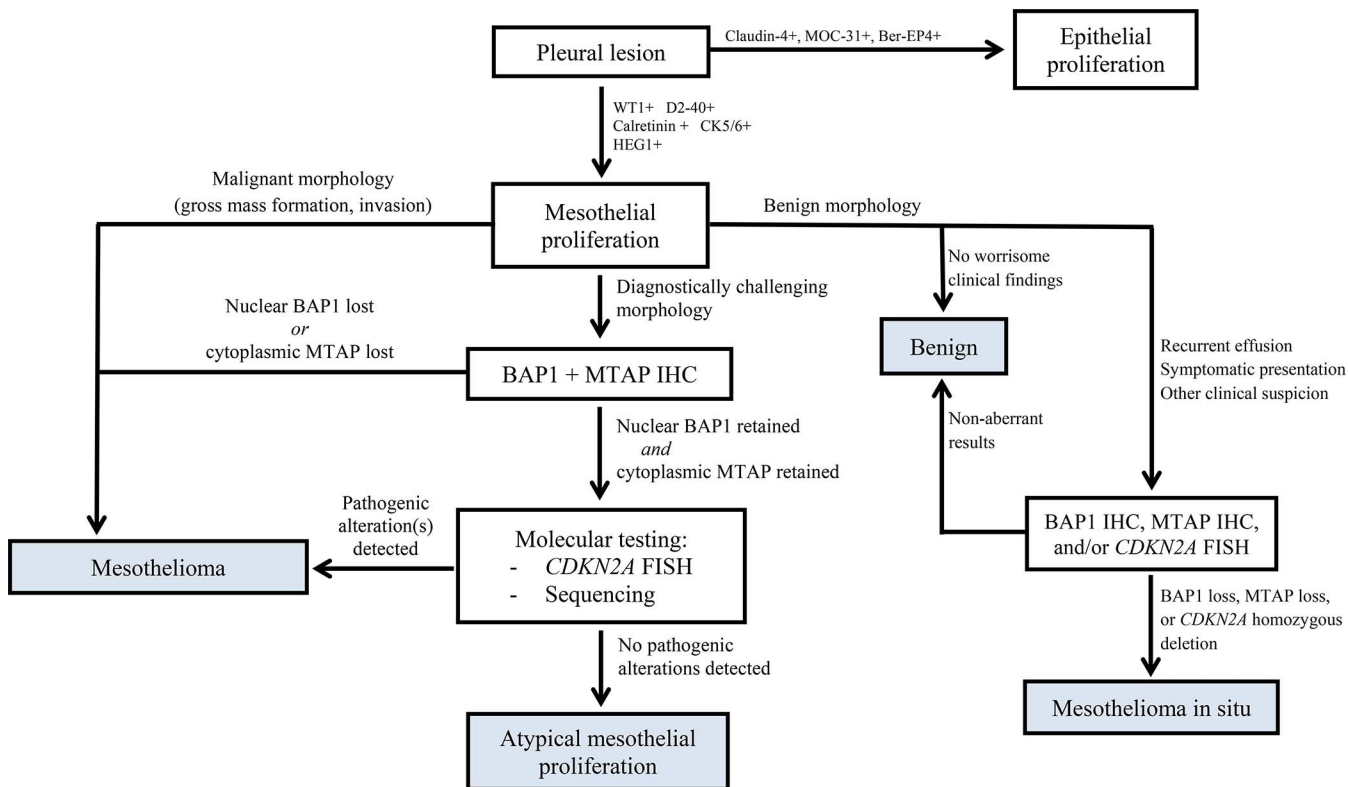 Pleural lesion
Claudin-4+, MOC-31+, Ber-EP4+
Epithelial
proliferation
WT1+ D2-40+
Calretinin + CK5/6+
HEG1+
Malignant morphology
(gross mass formation, invasion)
Mesothelial
proliferation
Benign morphology
No worrisome
clinical findings
Diagnostically challenging
morphology
Nuclear BAP1 lost
or
cytoplasmic MTAP lost
BAP1 + MTAP IHC
Benign
Recurrent effusion
Symptomatic presentation
Other clinical suspicion
Non-aberrant
results
Nuclear BAP1 retained
and
cytoplasmic MTAP retained
Pathogenic
alteration(s)
detected
Mesothelioma
Molecular testing:
- CDKN2A FISH
- Sequencing
BAP1 IHC, MTAP IHC,
and/or CDKN2A FISH
BAP1 loss, MTAP loss,
or CDKN2A homozygous
deletion
No pathogenic
alterations detected
Mesothelioma in situ
Atypical mesothelial
proliferation